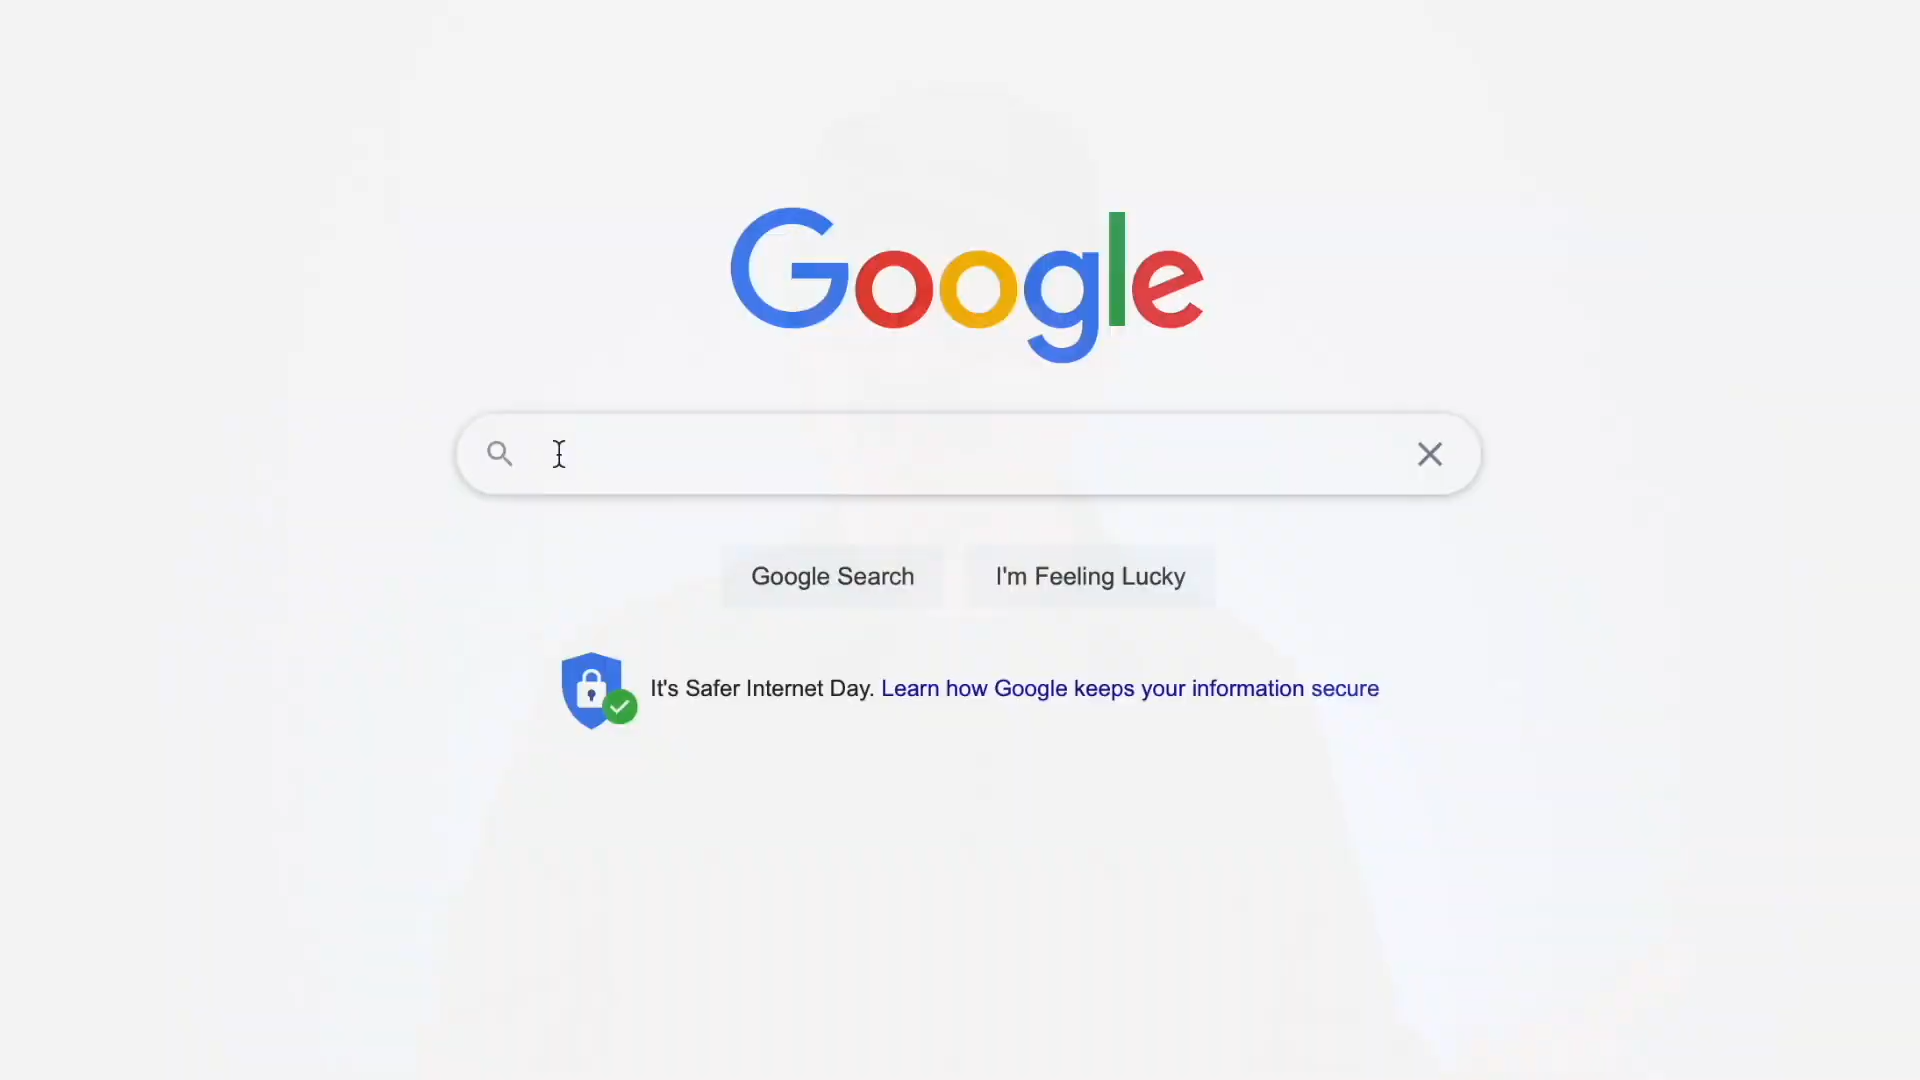 Google
Google Search
I'm Feeling Lucky
It's Safer Internet Day. Learn how Google keeps your information secure